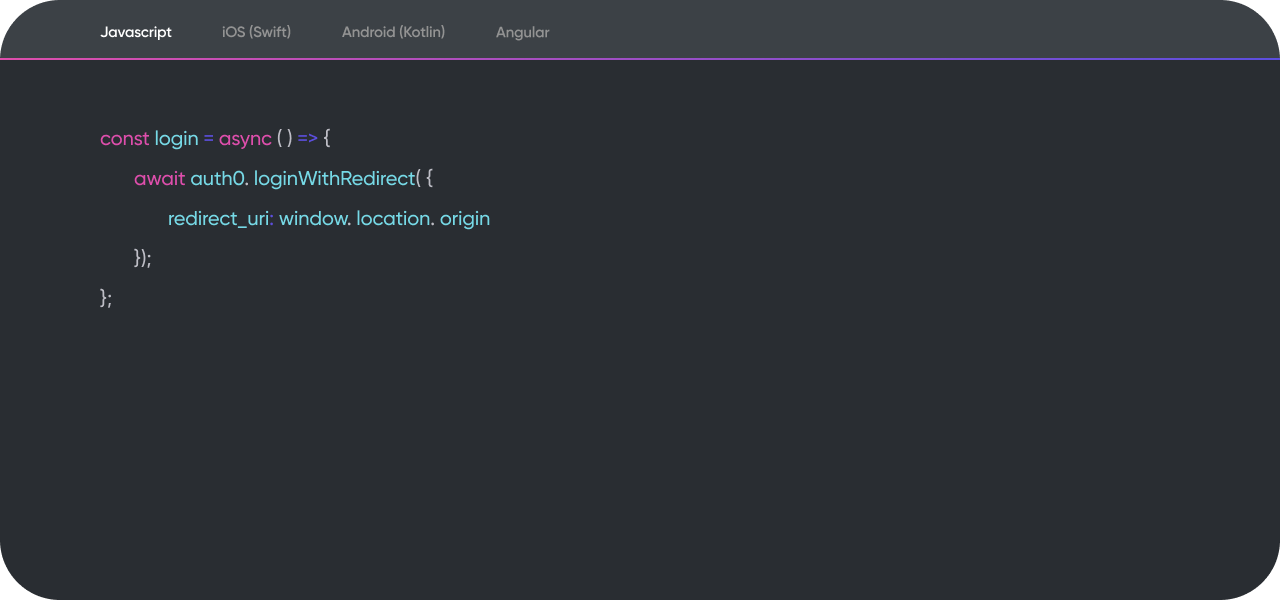 Javascript iOS (Swift) Android (Kotlin) Angular
const login = async ( ) => {
await auth0. loginWithRedirect( {
redirect_uri: window. location. origin
});
};